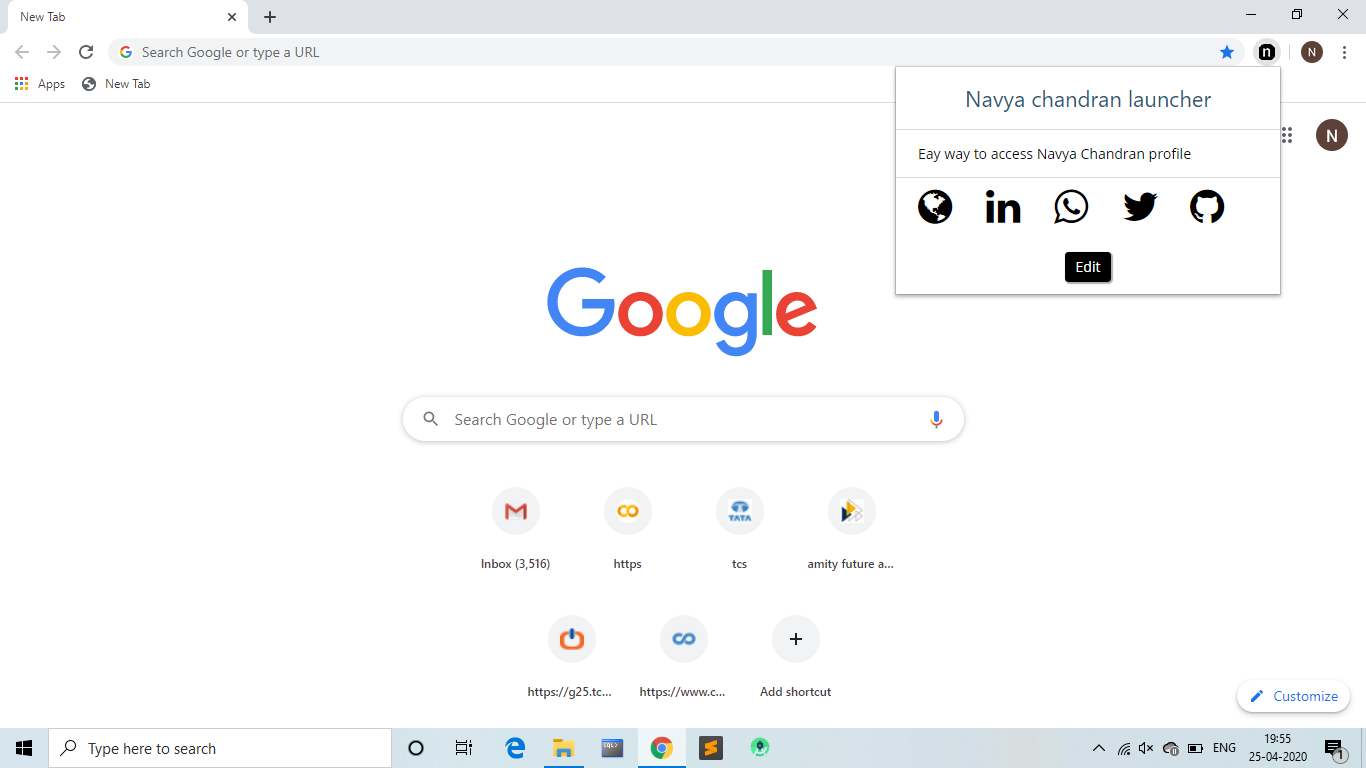 New Tab
Search Google or type a URL
n
N
Apps
New Tab
Navya chandran launcher
Eay way to access Navya Chandran profile
in
Edit
N
Google
Search Google or type a URL
TATA
Inbox (3,516)
https
tcs
amity future a...
https://g25.tc...
https://www.c...
Add shortcut
Customize
Type here to search
SQL>
ENG
19:55
25-04-2020
1